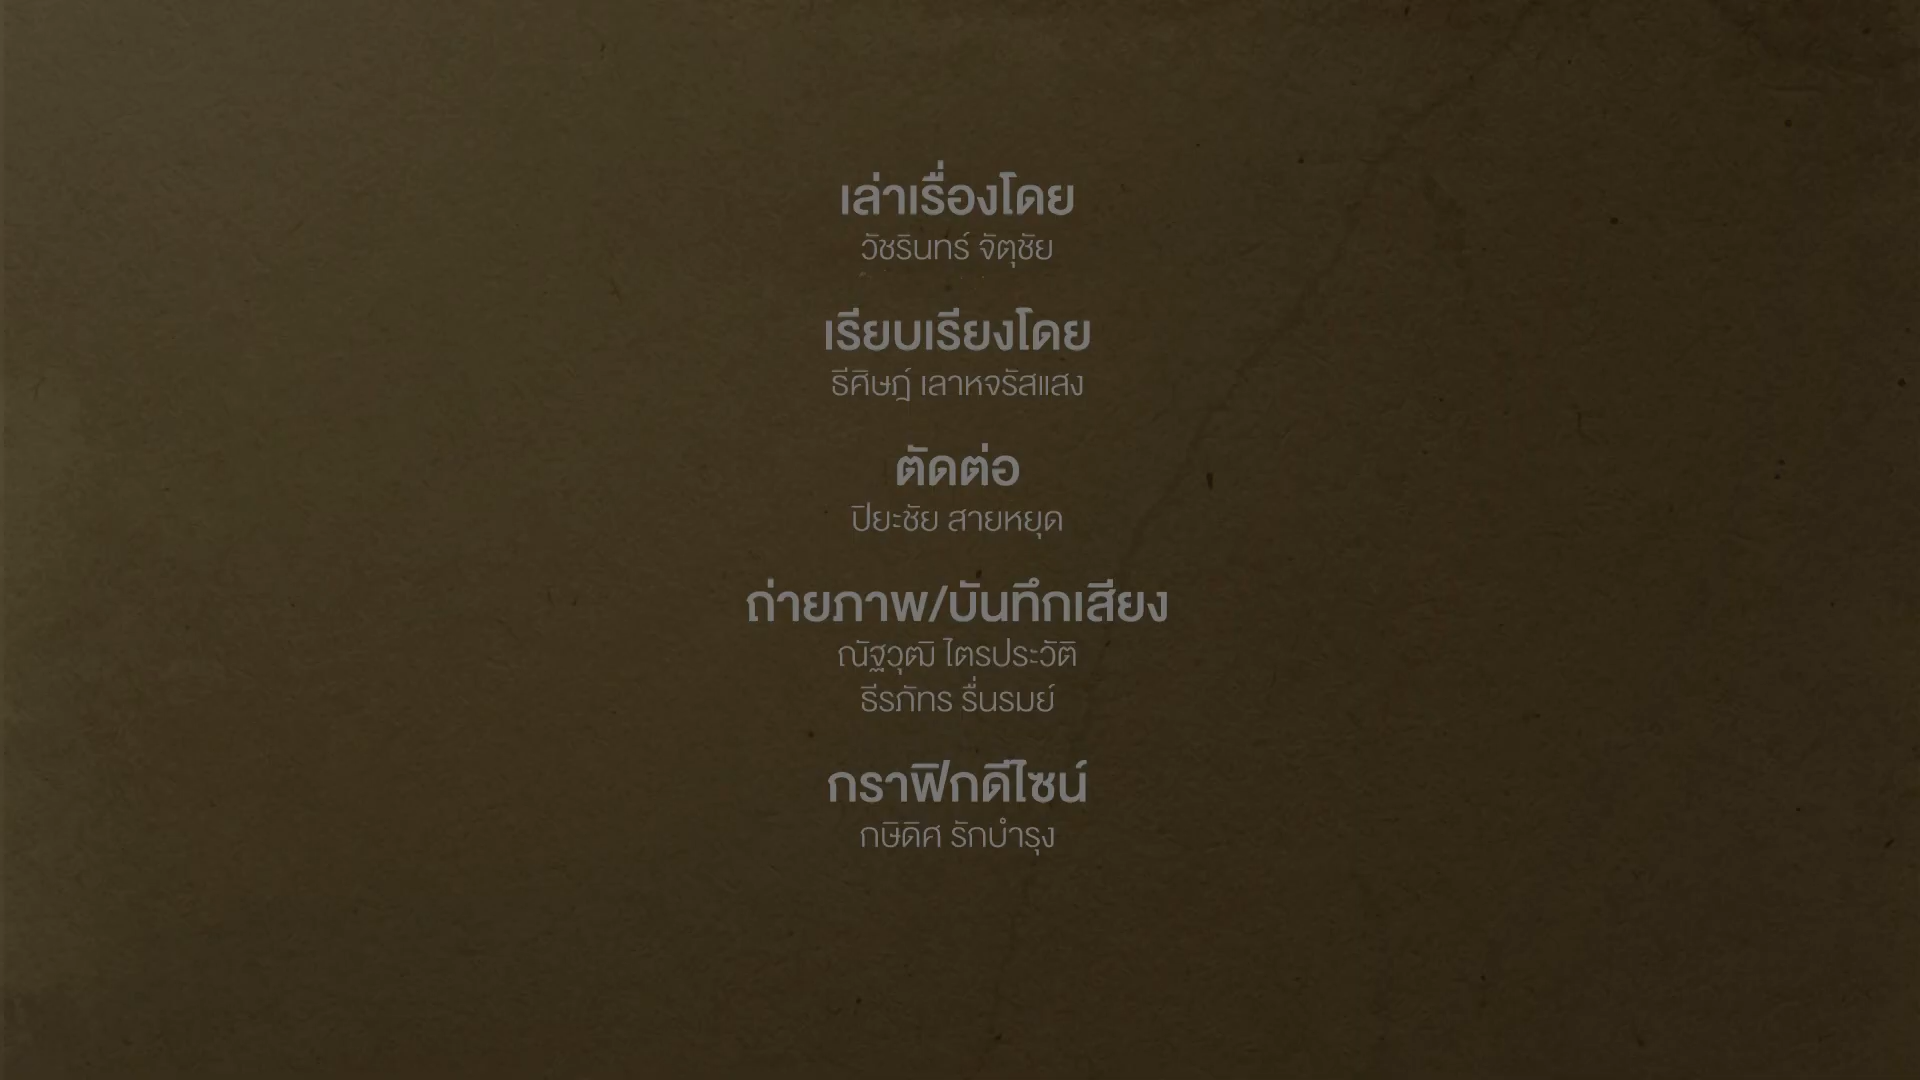 เล่าเรื่องโดย
วัชรินทร์ จัตุชัย
เรียบเรียงโดย
ธีศิษฎ์ เลาหจรัสแสง
ตัดต่อ
ปิยะชัย สายหยุด
ถ่ายภาพ/บันทึกเสียง
ณัฐวุฒิ ไตรประวัติ
ธีรภัทร รื่นรมย์
กราฟิกดีไซน์
กษิดิศ รักบำรุง